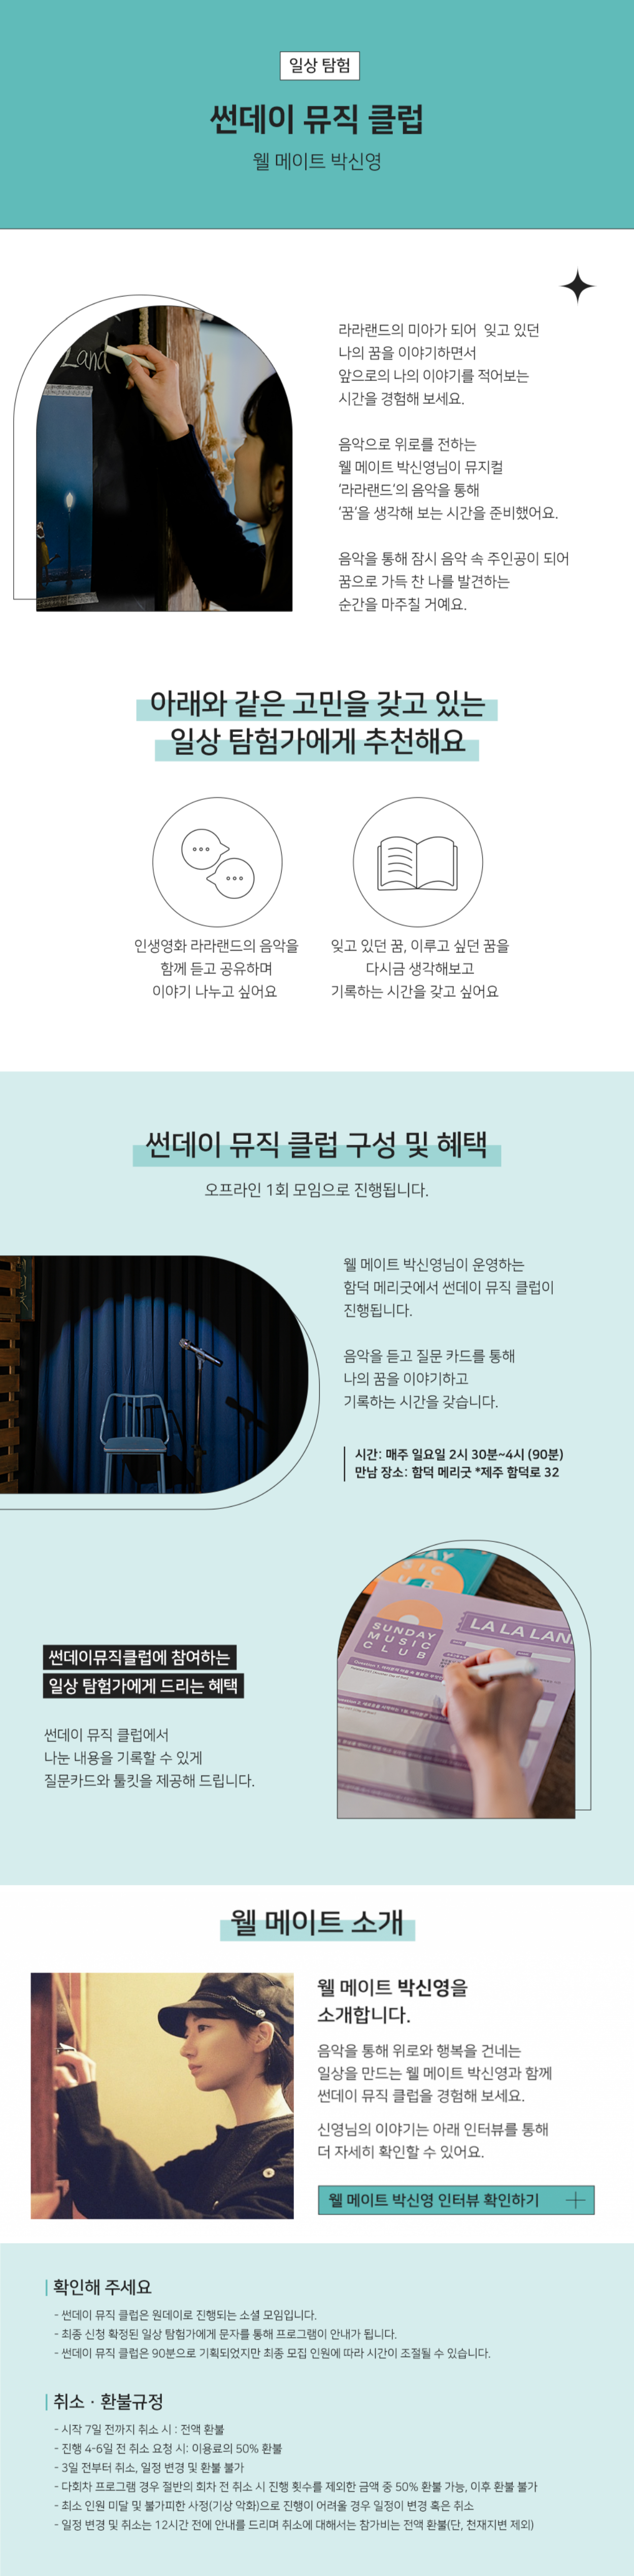 일상 탐험
썬데이 뮤직 클럽
웰 메이트 박신영
Land
라라랜드의 미아가 되어 잊고 있던
나의 꿈을 이야기하면서
앞으로의 나의 이야기를 적어보는
시간을 경험해 보세요.
음악으로 위로를 전하는
웰 메이트 박신영님이 뮤지컬
'라라랜드'의 음악을 통해
'꿈'을 생각해 보는 시간을 준비했어요.
음악을 통해 잠시 음악 속 주인공이 되어
꿈으로 가득 찬 나를 발견하는
순간을 마주칠 거예요.
아래와 같은 고민을 갖고 있는
일상 탐험가에게 추천해요
인생영화 라라랜드의 음악을
함께 듣고 공유하며
이야기 나누고 싶어요
잊고 있던 꿈, 이루고 싶던 꿈을
다시금 생각해보고
기록하는 시간을 갖고 싶어요
썬데이 뮤직 클럽 구성 및 혜택
오프라인 1회 모임으로 진행됩니다.
웰 메이트 박신영님이 운영하는
함덕 메리굿에서 썬데이 뮤직 클럽이
진행됩니다.
음악을 듣고 질문 카드를 통해
나의 꿈을 이야기하고
기록하는 시간을 갖습니다.
시간: 매주 일요일 2시 30분~4시 (90분)
만남 장소: 함덕 메리굿 *제주 함덕로 32
SUNDAY
MUSIC
CLUB
LA LA LAN
썬데이뮤직클럽에 참여하는
일상 탐험가에게 드리는 혜택
썬데이 뮤직 클럽에서
나눈 내용을 기록할 수 있게
질문카드와 툴킷을 제공해 드립니다.
웰 메이트 소개
웰 메이트 박신영을
소개합니다.
음악을 통해 위로와 행복을 건네는
일상을 만드는 웰 메이트 박신영과 함께
썬데이 뮤직 클럽을 경험해 보세요.
신영님의 이야기는 아래 인터뷰를 통해
더 자세히 확인할 수 있어요.
웰 메이트 박신영 인터뷰 확인하기
확인해 주세요
- 썬데이 뮤직 클럽은 원데이로 진행되는 소셜 모임입니다.
- 최종 신청 확정된 일상 탐험가에게 문자를 통해 프로그램이 안내가 됩니다.
- 썬데이 뮤직 클럽은 90분으로 기획되었지만 최종 모집 인원에 따라 시간이 조절될 수 있습니다.
취소 · 환불규정
- 시작 7일 전까지 취소 시 : 전액 환불
- 진행 4-6일 전 취소 요청 시: 이용료의 50% 환불
- 3일 전부터 취소, 일정 변경 및 환불 불가
- 다회차 프로그램 경우 절반의 회차 전 취소 시 진행 횟수를 제외한 금액 중 50% 환불 가능, 이후 환불 불가
- 최소 인원 미달 및 불가피한 사정(기상 악화)으로 진행이 어려울 경우 일정이 변경 혹은 취소
- 일정 변경 및 취소는 12시간 전에 안내를 드리며 취소에 대해서는 참가비는 전액 환불(단, 천재지변 제외)